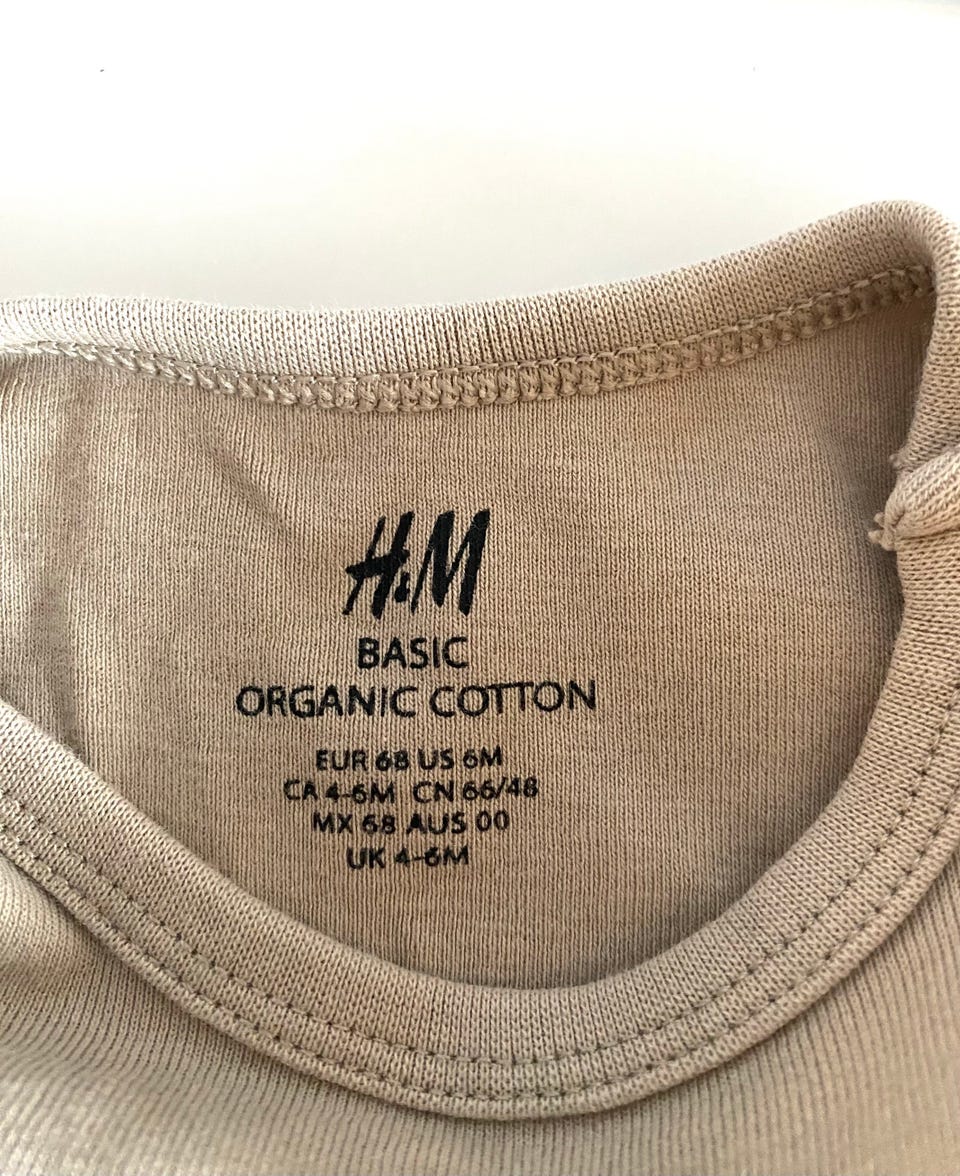 H&M
BASIC
ORGANIC COTTON
EUR 68 US 6M
CA 4-6M CN 66/48
MX 68 AUS 00
UK 4-6M